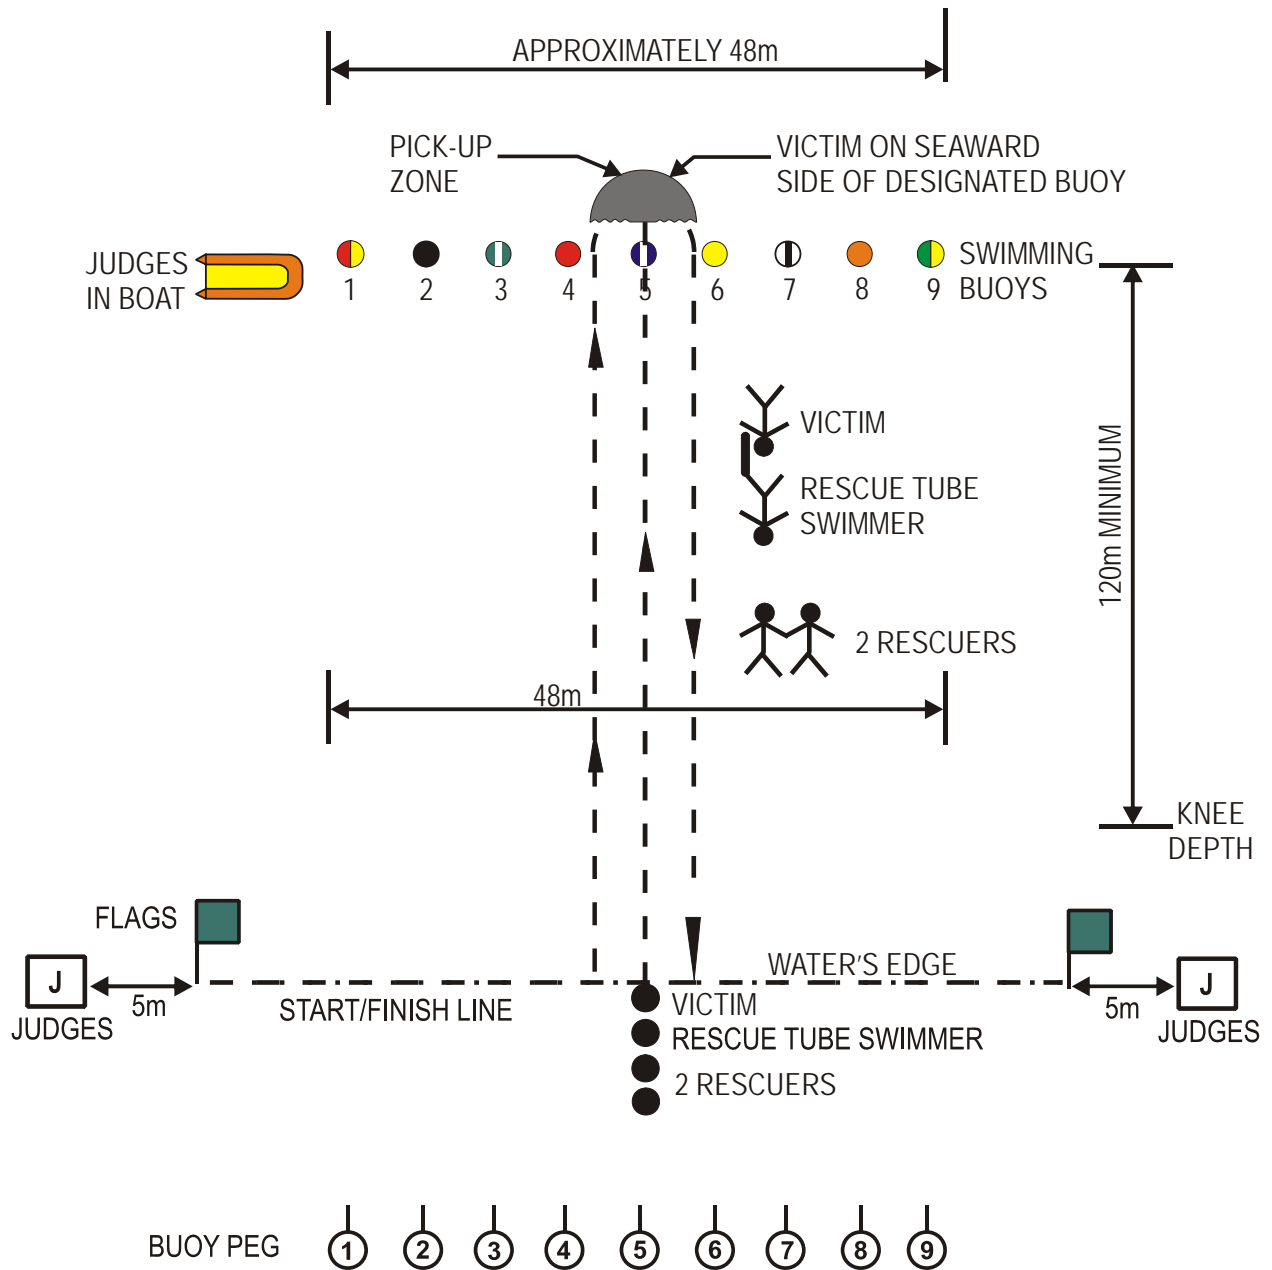 APPROXIMATELY 48m
PICK-UP
ZONE
VICTIM ON SEAWARD
SIDE OF DESIGNATED BUOY
JUDGES
IN BOAT
1 2 3 4 5 6 7 8 9
SWIMMING
BUOYS
VICTIM
RESCUE TUBE
SWIMMER
120m MINIMUM
2 RESCUERS
48m
KNEE
DEPTH
FLAGS
WATER'S EDGE
J
5m
JUDGES
START/FINISH LINE
VICTIM
RESCUE TUBE SWIMMER
2 RESCUERS
J
5m
JUDGES
BUOY PEG
1 2 3 4 5 6 7 8 9